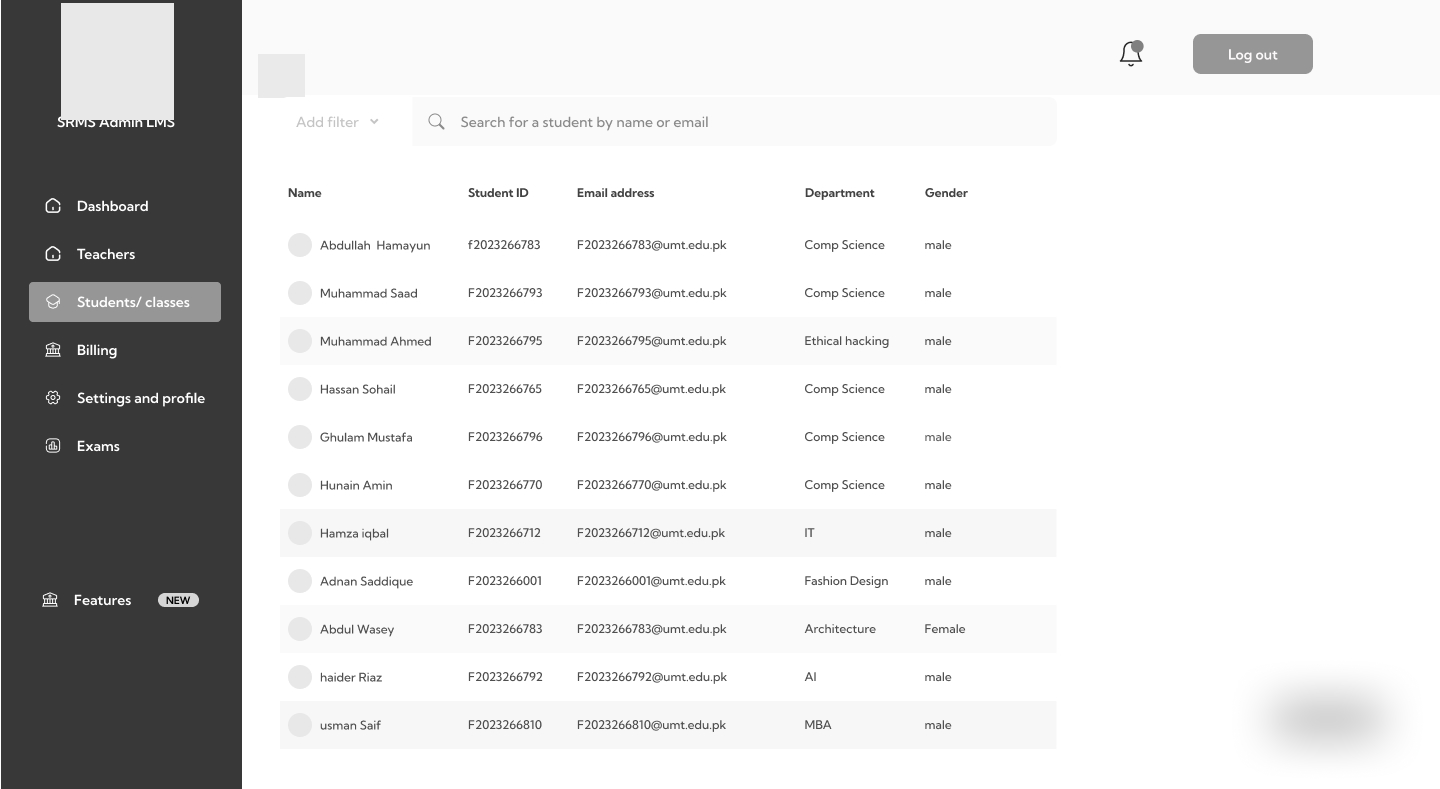 SRMS Admin LMS
Dashboard
Teachers
Students/ classes
Billing
Settings and profile
Exams
Features NEW
Log out
Add filter
Search for a student by name or email
Name Student ID Email address Department Gender
Abdullah Hamayun f2023266783 F2023266783@umt.edu.pk Comp Science male
Muhammad Saad F2023266793 F2023266793@umt.edu.pk Comp Science male
Muhammad Ahmed F2023266795 F2023266795@umt.edu.pk Ethical hacking male
Hassan Sohail F2023266765 F2023266765@umt.edu.pk Comp Science male
Ghulam Mustafa F2023266796 F2023266796@umt.edu.pk Comp Science male
Hunain Amin F2023266770 F2023266770@umt.edu.pk Comp Science male
Hamza iqbal F2023266712 F2023266712@umt.edu.pk IT male
Adnan Saddique F2023266001 F2023266001@umt.edu.pk Fashion Design male
Abdul Wasey F2023266783 F2023266783@umt.edu.pk Architecture Female
haider Riaz F2023266792 F2023266792@umt.edu.pk AI male
usman Saif F2023266810 F2023266810@umt.edu.pk MBA male